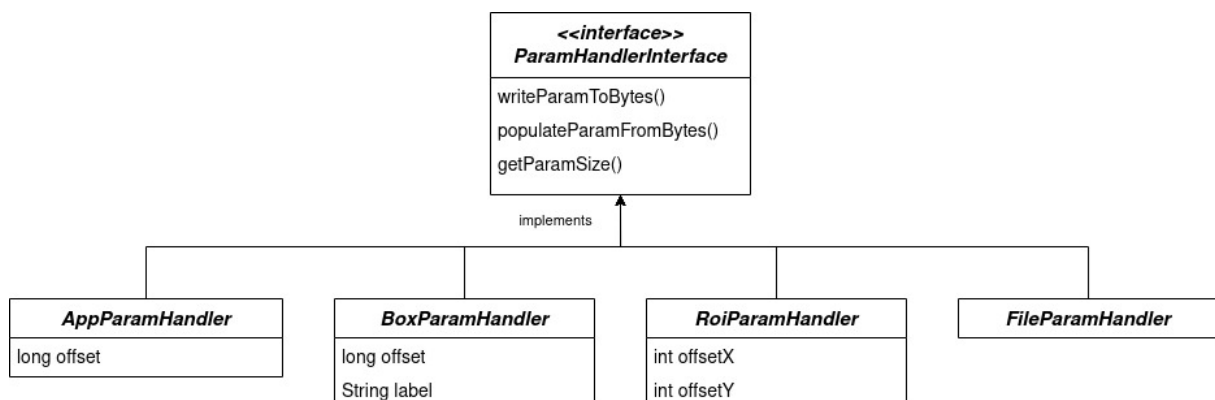 <<interface>>
ParamHandlerInterface
writeParamToBytes()
populateParamFromBytes()
getParamSize()
implements
AppParamHandler
long offset
BoxParamHandler
long offset
String label
RoiParamHandler
int offsetX
int offsetY
FileParamHandler